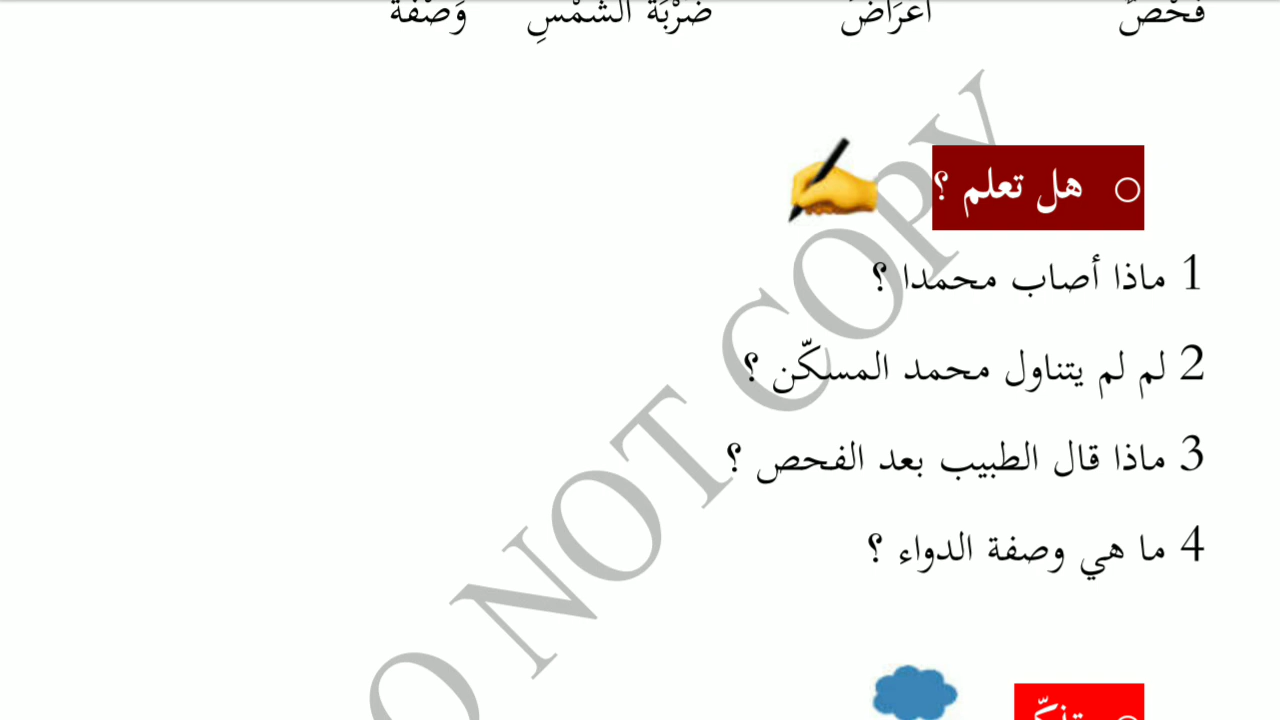 فَحْصٌ أَعْرَاضٌ ضَرْبَةُ الشَّمْسِ وَصْفَةٌ
هل تعلم ؟
1 ماذا أصاب محمدا ؟
2 لم لم يتناول محمد المسكّن ؟
3 ماذا قال الطبيب بعد الفحص ؟
4 ما هي وصفة الدواء ؟
O NOT COPY